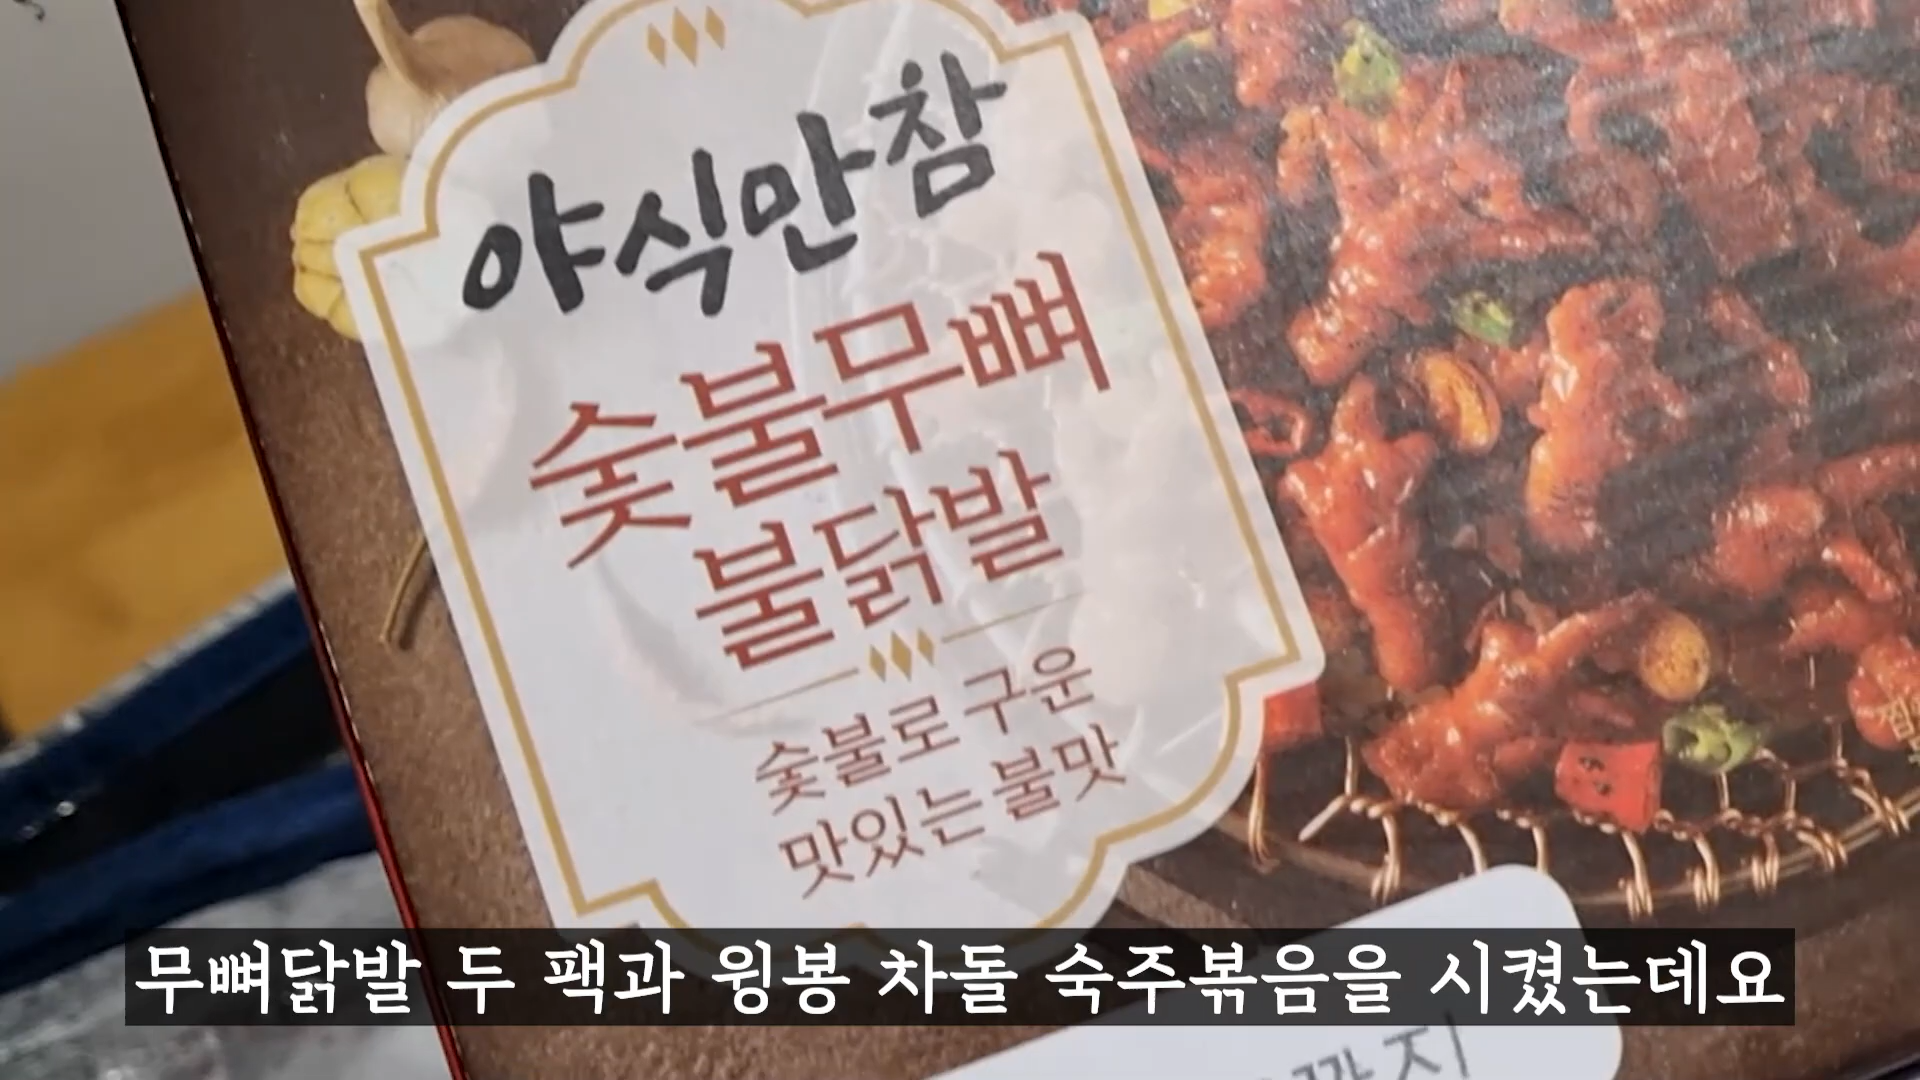 야식만참
숯불무뼈
불닭발
숯불로 구운
맛있는 불맛
무뼈닭발 두 팩과 윙봉 차돌 숙주볶음을 시켰는데요